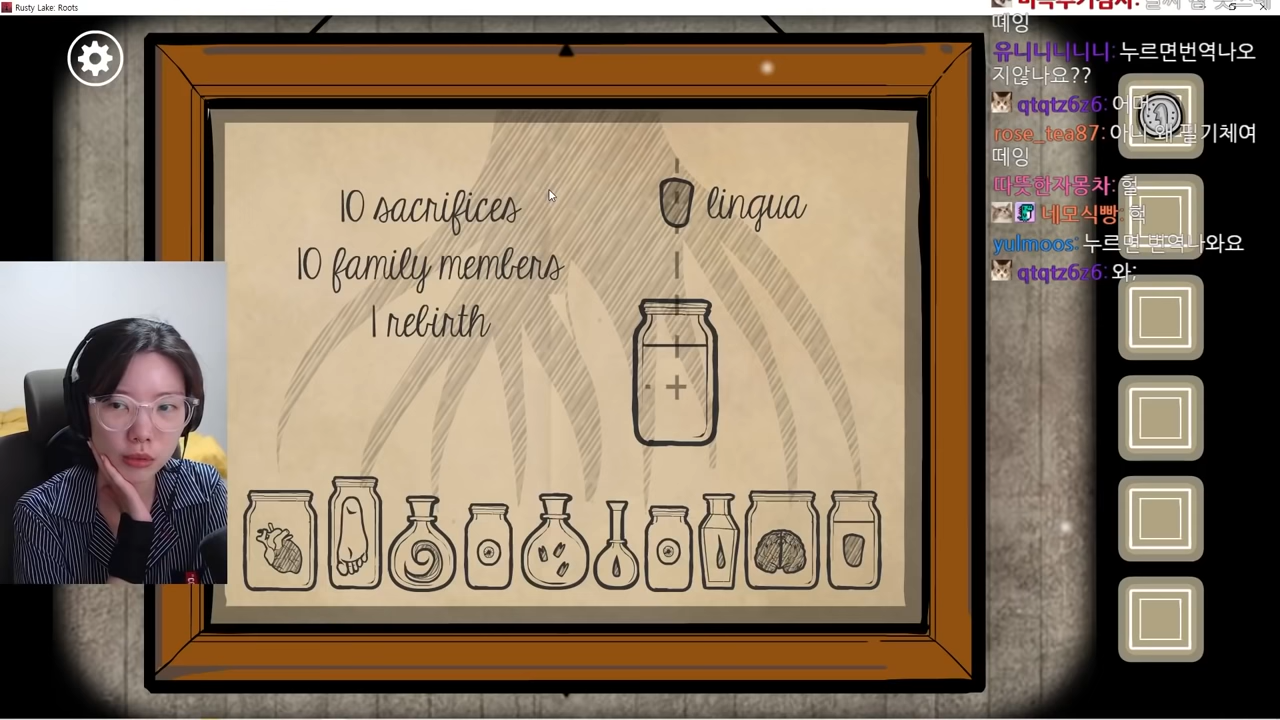 Rusty Lake: Roots
떼잉
유니니니니니: 누르면번역나오
지않나요??
qtqtz6z6: 어머
rose_tea87: 아니 왜 필기체여
떼잉
따뜻한자몽차: 헐
네모식빵: 헉
yulmoos: 누르면 번역나와요
qtqtz6z6: 와;
10 sacrifices
10 family members
1 rebirth
lingua